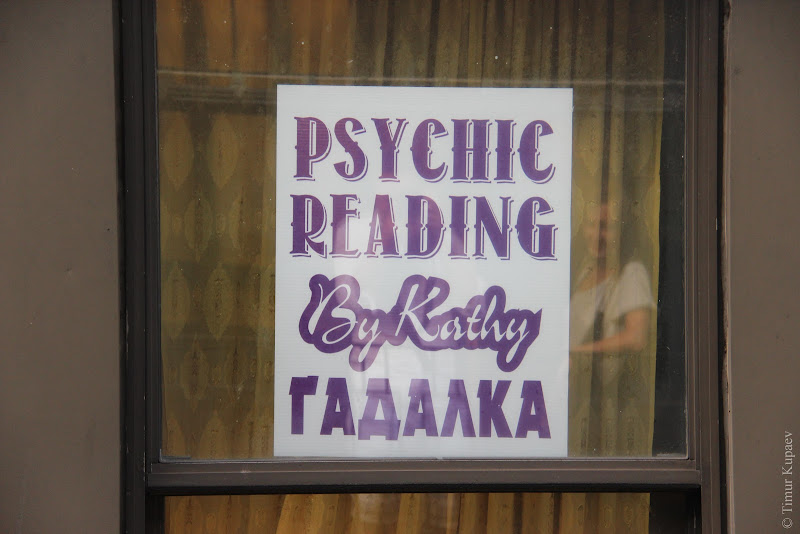 PSYCHIC
READING
By Kathy
ГАДАЛКА
© Timur Kupaev